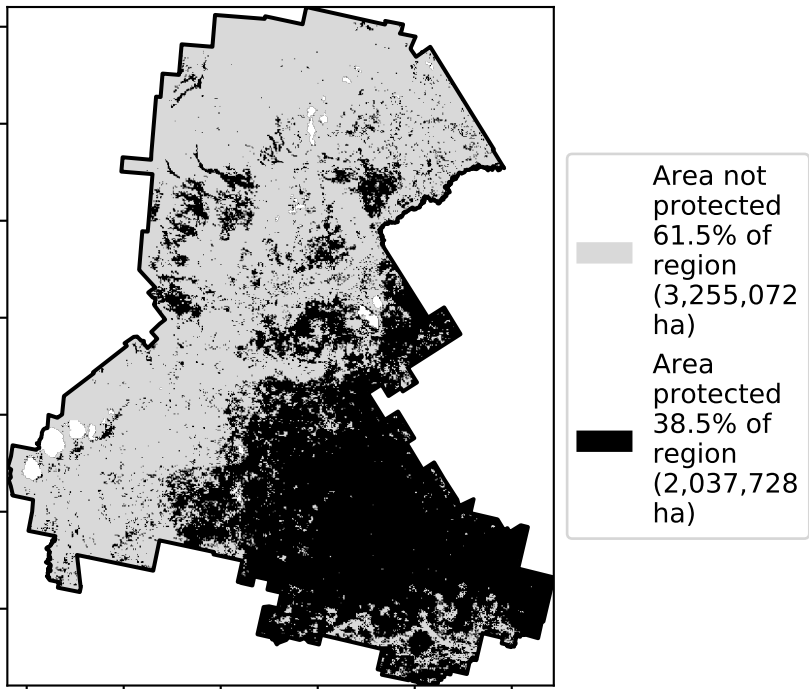 Area not
protected
61.5% of
region
(3,255,072
ha)
Area
protected
38.5% of
region
(2,037,728
ha)